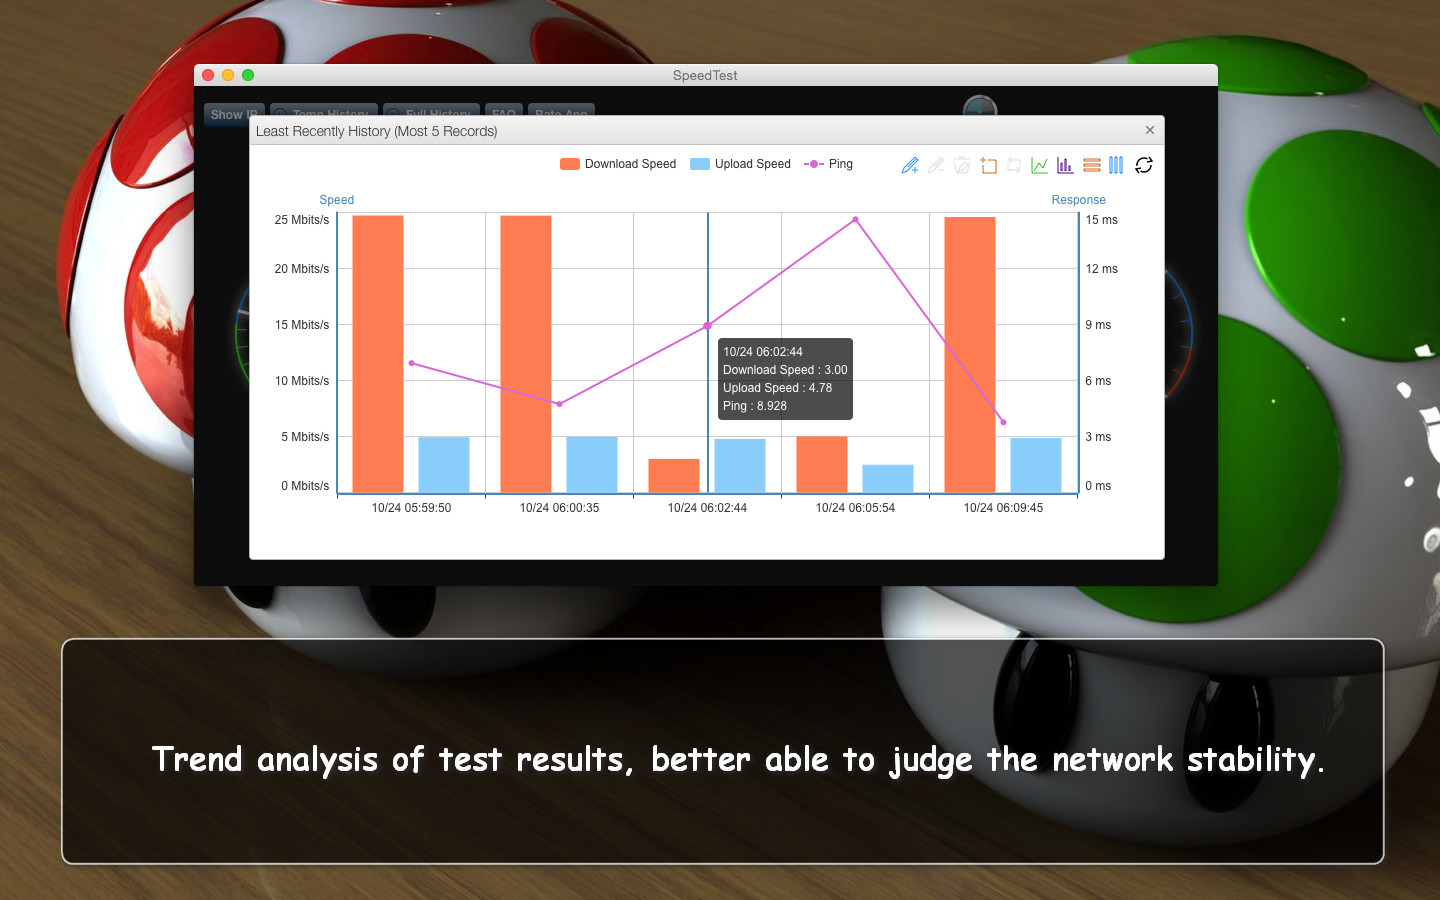 SpeedTest
Show IP Temp History Full History FAQ Rate App
Least Recently History (Most 5 Records)
Download Speed Upload Speed Ping
Speed Response
25 Mbits/s 15 ms
20 Mbits/s 12 ms
15 Mbits/s 9 ms
10/24 06:02:44
Download Speed : 3.00
10 Mbits/s 6 ms
Upload Speed : 4.78
Ping : 8.928
5 Mbits/s 3 ms
0 Mbits/s 0 ms
10/24 05:59:50 10/24 06:00:35 10/24 06:02:44 10/24 06:05:54 10/24 06:09:45
Trend analysis of test results, better able to judge the network stability.